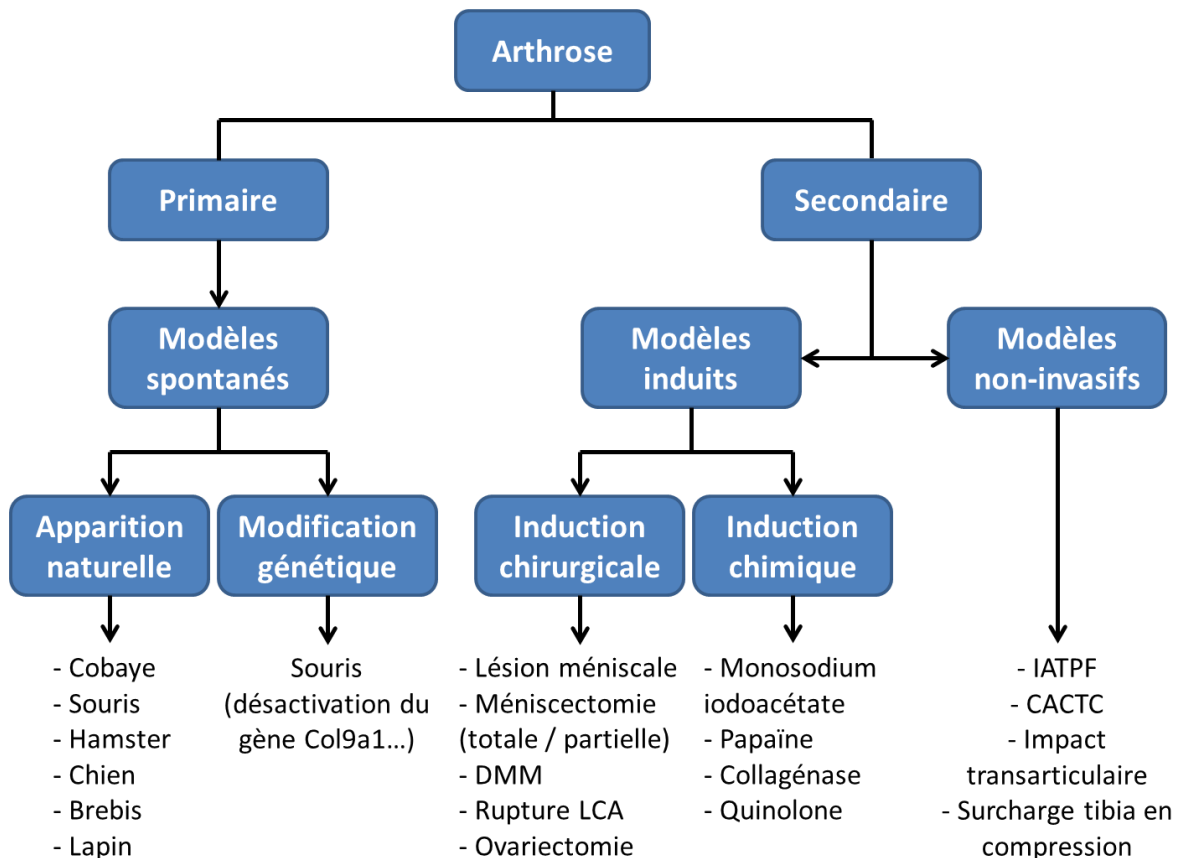 Arthrose
Primaire
Secondaire
Modèles
spontanés
Modèles
induits
Modèles
non-invasifs
Apparition
naturelle
Modification
génétique
Induction
chirurgicale
Induction
chimique
- Cobaye
- Souris
- Hamster
- Chien
- Brebis
- Lapin
Souris
(désactivation du
gène Col9a1...)
- Lésion méniscale
- Méniscectomie
(totale / partielle)
- DMM
- Rupture LCA
- Ovariectomie
- Monosodium
iodoacétate
- Papaïne
- Collagénase
- Quinolone
- IATPF
- CACTC
- Impact
transarticulaire
- Surcharge tibia en
compression